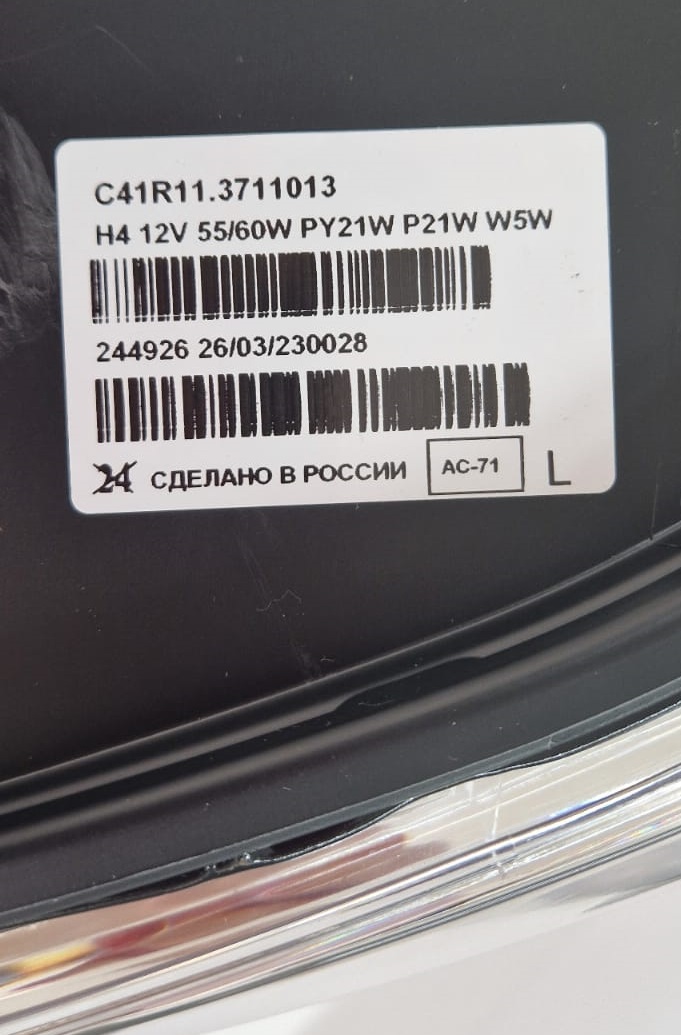 C41R11.3711013
H4 12V 55/60W PY21W P21W W5W
244926 26/03/230028
24 СДЕЛАНО В РОССИИ AC-71 L